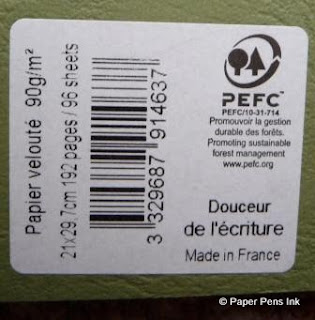 Papier velouté 90g/m²
21x29.7cm 192 pages / 96 sheets
3 329687 914637
PEFC™
PEFC/10-31-714
Promouvoir la gestion
durable des forêts.
Promoting sustainable
forest management
www.pefc.org
Douceur
de l'écriture
Made in France
© Paper Pens Ink